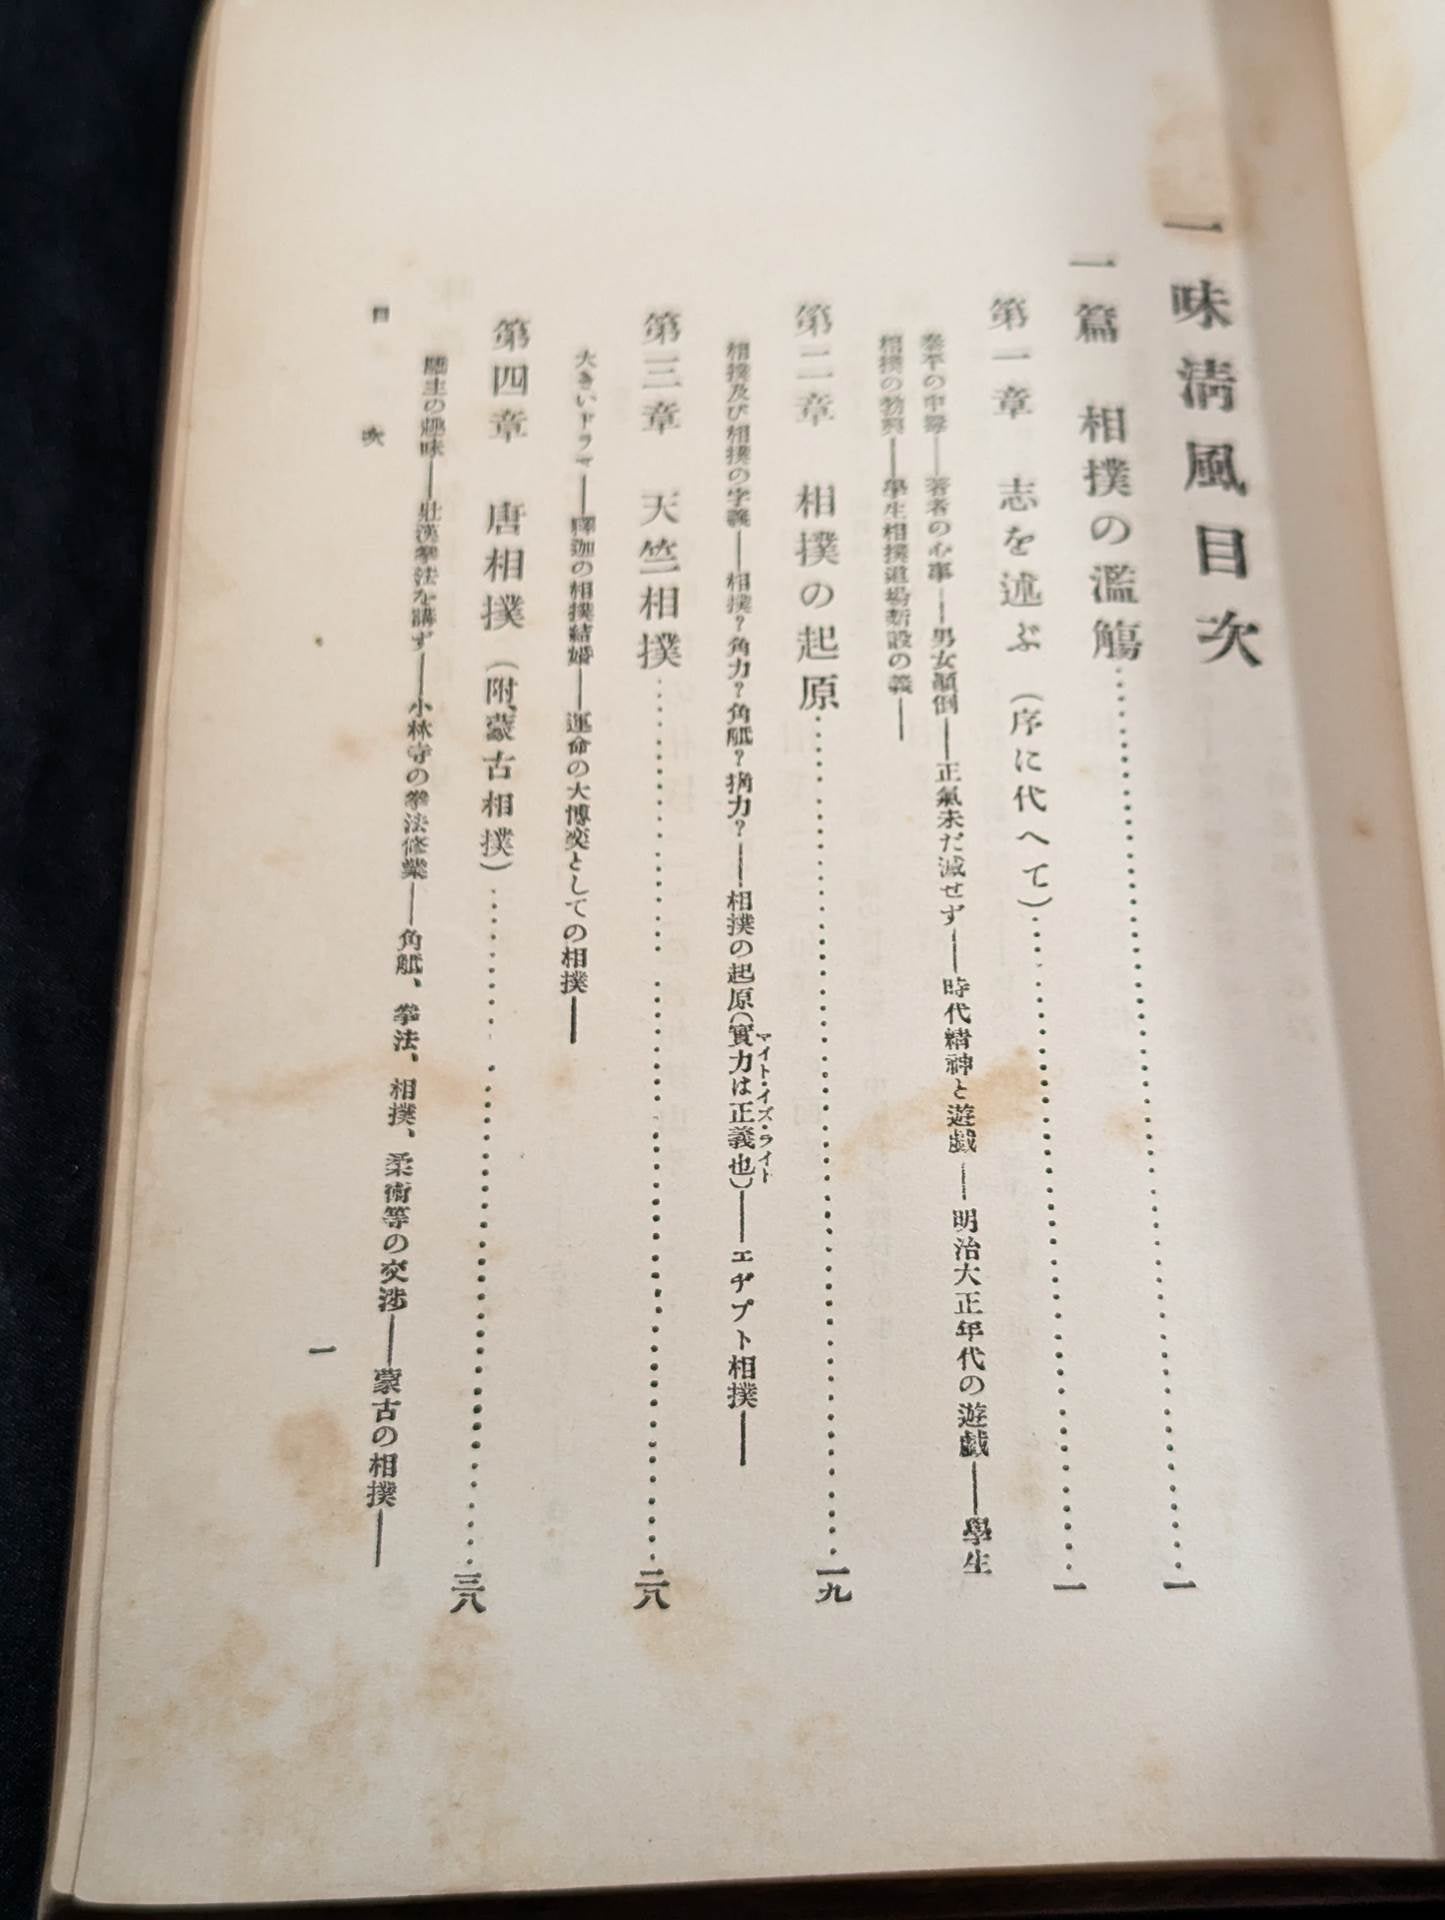 一味清風目次
一篇 相撲の濫觴……一
第一章 志を述ぶ(序に代へて)……一
泰平の中毒――著者の心事――男女顛倒――正氣未だ滅せず――時代精神と遊戯――明治大正年代の遊戯――學生
相撲の勃興――學生相撲道場新設の義――
第二章 相撲の起原……一九
相撲及び相撲の字義――相撲?角力?角觝?捔力?――相撲の起原(實力は正義也)――エヂプト相撲――
マイト・イズ・ライト
第三章 天竺相撲……二八
大きいドラマ――釋迦の相撲結婚――運命の大博奕としての相撲――
第四章 唐相撲(附、蒙古相撲)……三八
の趣味――壯漢拳法を講ず――小林寺の拳法修業――角觝、拳法、相撲、柔術等の交渉――蒙古の相撲――
目次
一